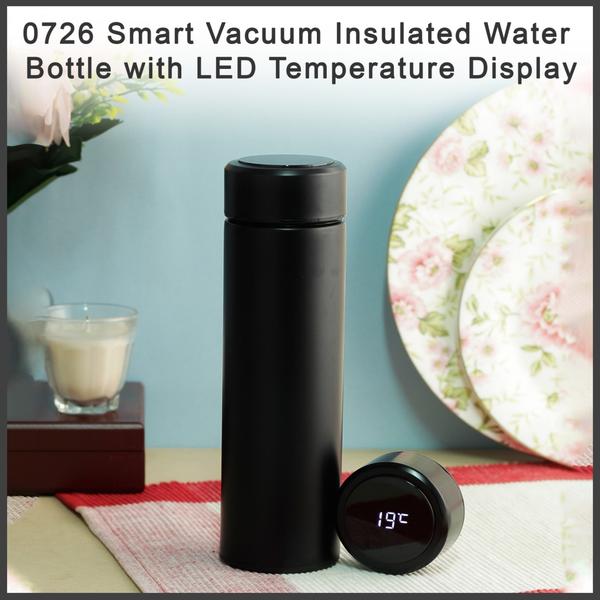 0726 Smart Vacuum Insulated Water
Bottle with LED Temperature Display
19°C